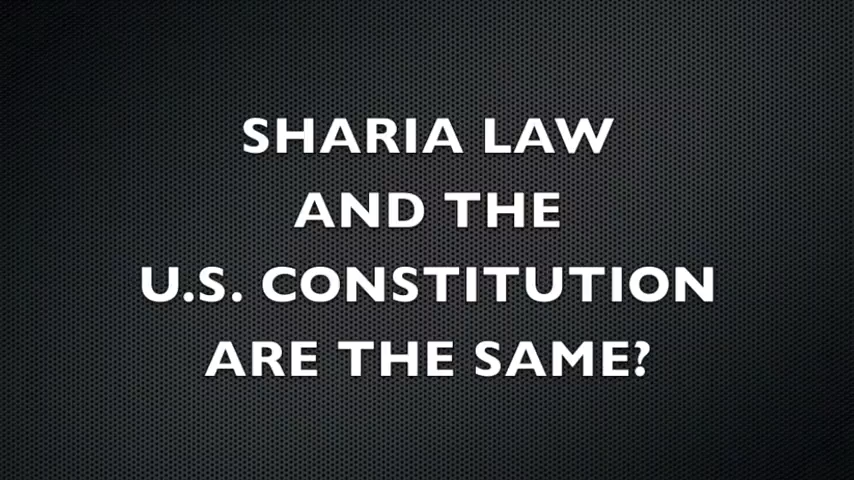 SHARIA LAW
AND THE
U.S. CONSTITUTION
ARE THE SAME?